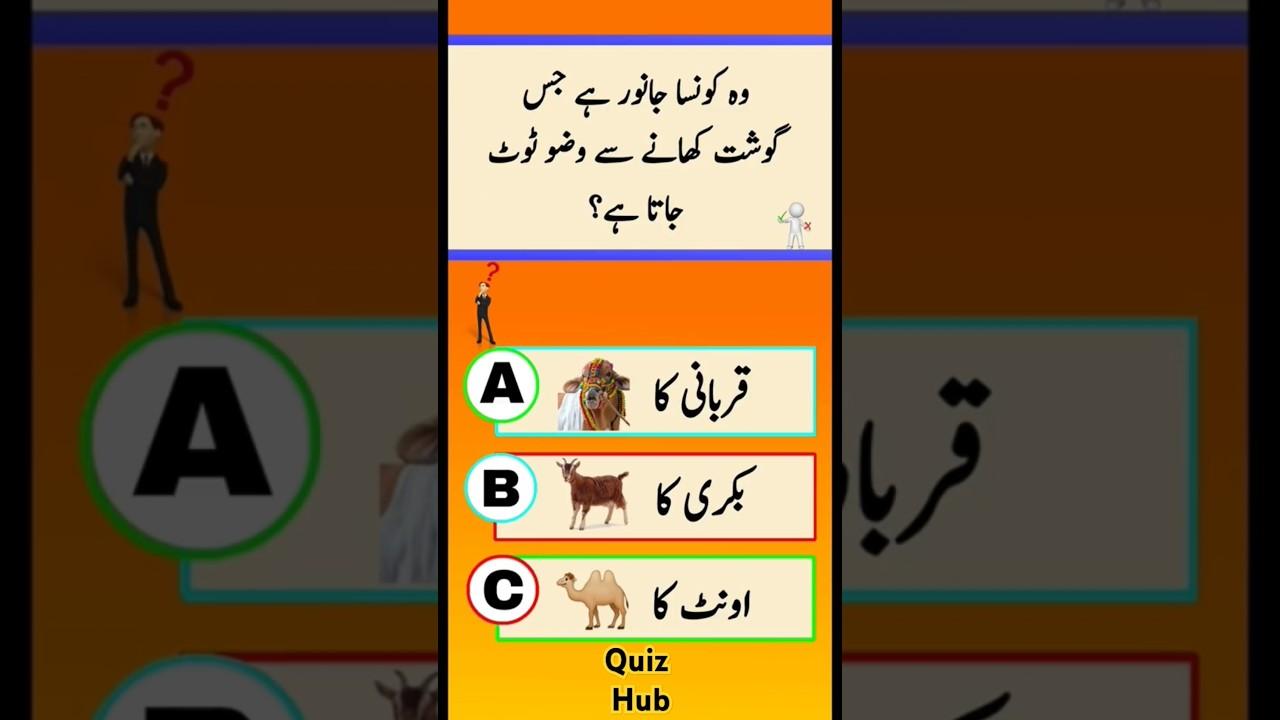 وہ کونسا جانور ہے جس
گوشت کھانے سے وضو ٹوٹ
جاتا ہے؟
?
A
قربانی کا
B
بکری کا
C
اونٹ کا
Quiz
Hub